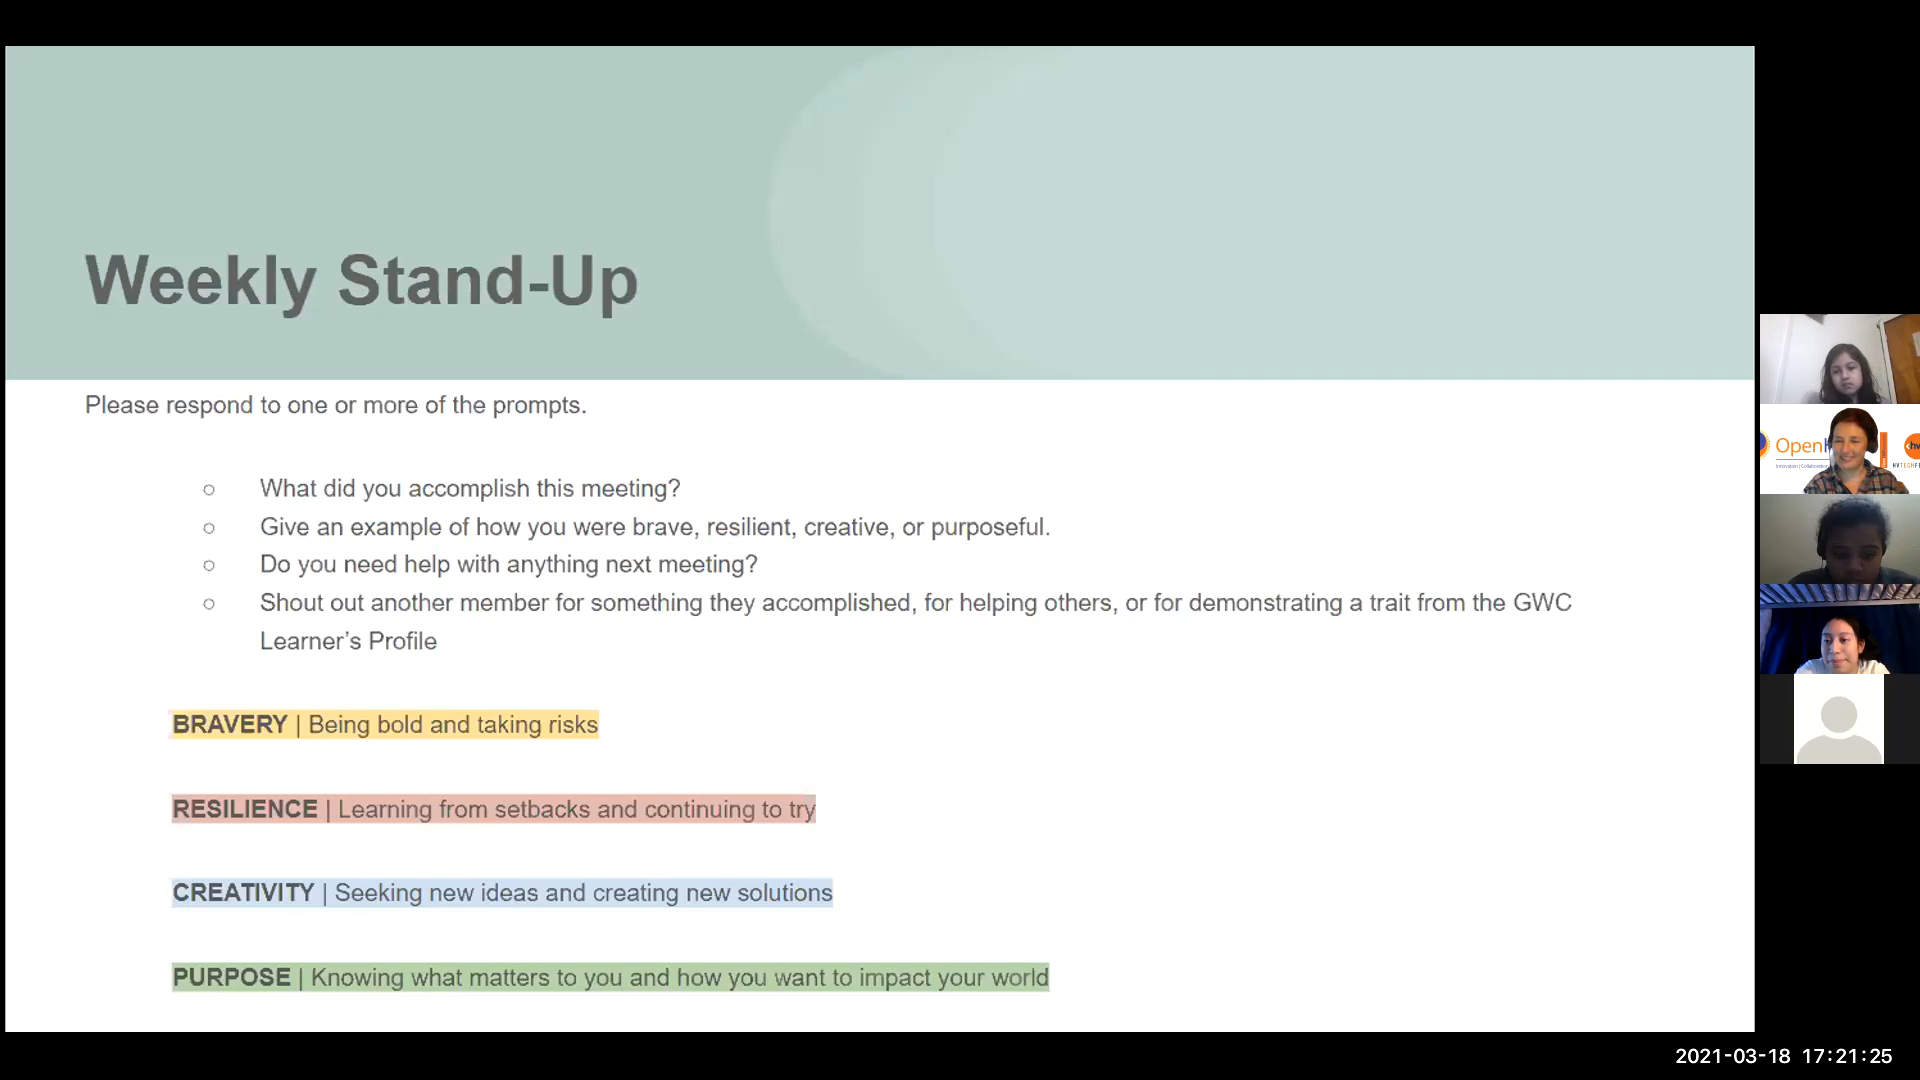 Weekly Stand-Up
Please respond to one or more of the prompts.
What did you accomplish this meeting?
Give an example of how you were brave, resilient, creative, or purposeful.
Do you need help with anything next meeting?
Shout out another member for something they accomplished, for helping others, or for demonstrating a trait from the GWC
Learner’s Profile
BRAVERY | Being bold and taking risks
RESILIENCE | Learning from setbacks and continuing to try
CREATIVITY | Seeking new ideas and creating new solutions
PURPOSE | Knowing what matters to you and how you want to impact your world
Open
2021-03-18 17:21:25